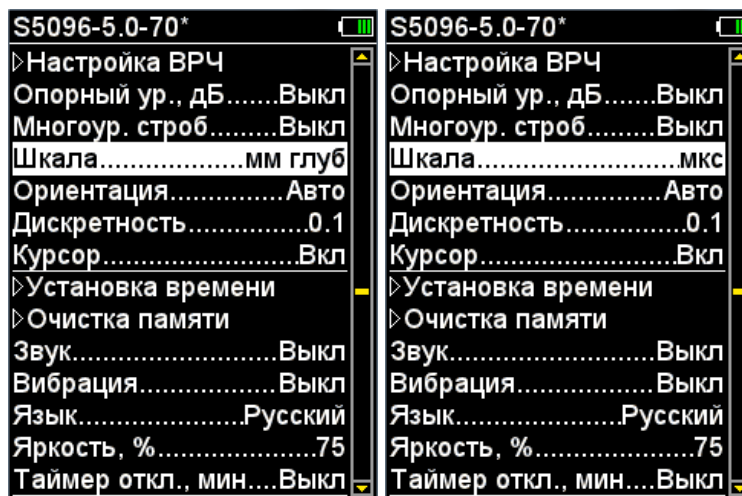 S5096-5.0-70*
▷Настройка ВРЧ
Опорный ур., дБ.......Выкл
Многоур. строб.........Выкл
Шкала..................мм глуб
Ориентация...............Авто
Дискретность................0.1
Курсор.........................Вкл
▷Установка времени
▷Очистка памяти
Звук..........................Выкл
Вибрация.................Выкл
Язык.....................Русский
Яркость, %....................75
Таймер откл., мин....Выкл
S5096-5.0-70*
▷Настройка ВРЧ
Опорный ур., дБ.......Выкл
Многоур. строб.........Выкл
Шкала.........................мкс
Ориентация...............Авто
Дискретность................0.1
Курсор.........................Вкл
▷Установка времени
▷Очистка памяти
Звук..........................Выкл
Вибрация.................Выкл
Язык.....................Русский
Яркость, %....................75
Таймер откл., мин....Выкл